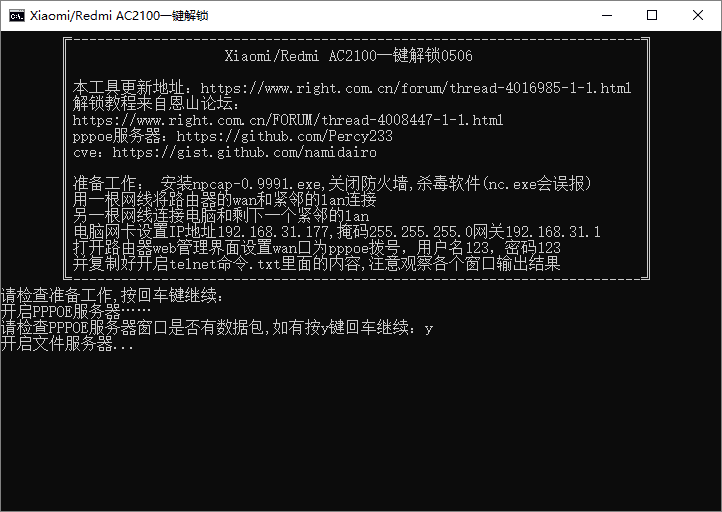 Xiaomi/Redmi AC2100一键解锁
Xiaomi/Redmi AC2100一键解锁0506
本工具更新地址：https://www.right.com.cn/forum/thread-4016985-1-1.html
解锁教程来自恩山论坛：
https://www.right.com.cn/FORUM/thread-4008447-1-1.html
pppoe服务器：https://github.com/Percy233
cve：https://gist.github.com/namidairo
准备工作： 安装npcap-0.9991.exe,关闭防火墙,杀毒软件(nc.exe会误报)
用一根网线将路由器的wan和紧邻的lan连接
另一根网线连接电脑和剩下一个紧邻的lan
电脑网卡设置IP地址192.168.31.177,掩码255.255.255.0网关192.168.31.1
打开路由器web管理界面设置wan口为pppoe拨号，用户名123，密码123
并复制好开启telnet命令.txt里面的内容,注意观察各个窗口输出结果
请检查准备工作,按回车键继续：
开启PPPOE服务器……
请检查PPPOE服务器窗口是否有数据包,如有按y键回车继续：y
开启文件服务器...